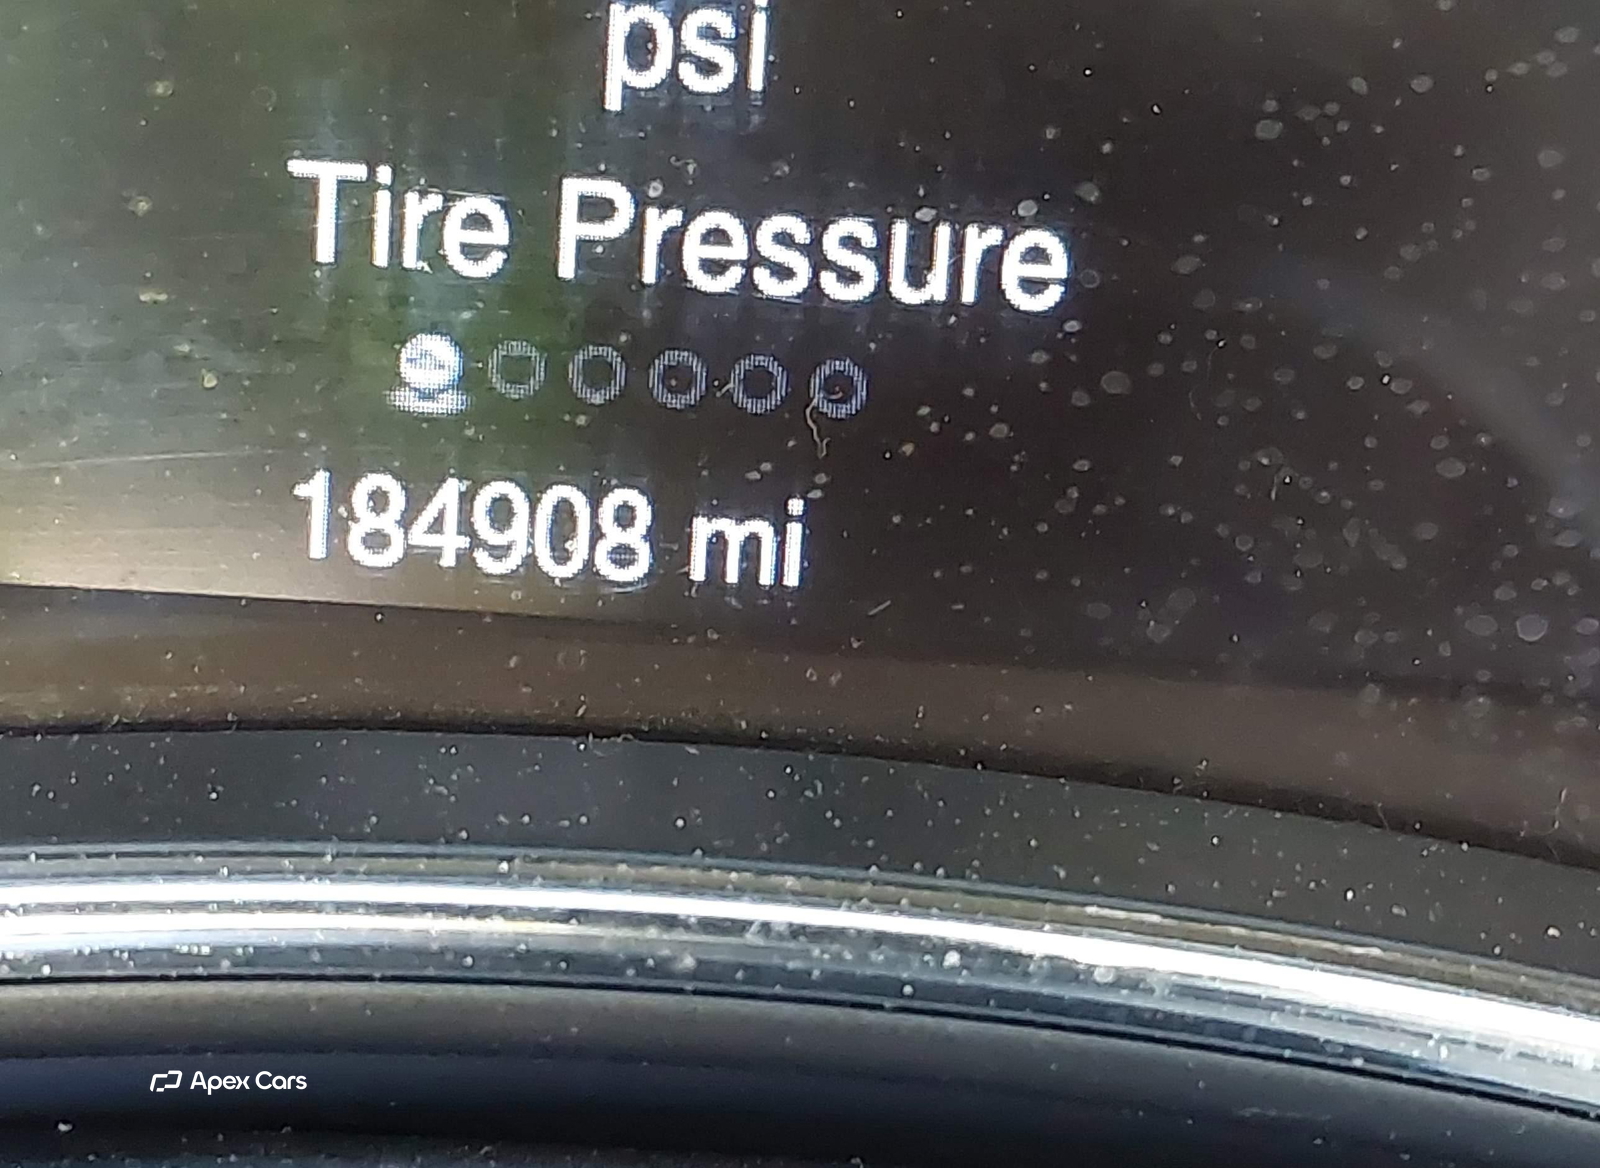 psi
Tire Pressure
184908 mi
Apex Cars